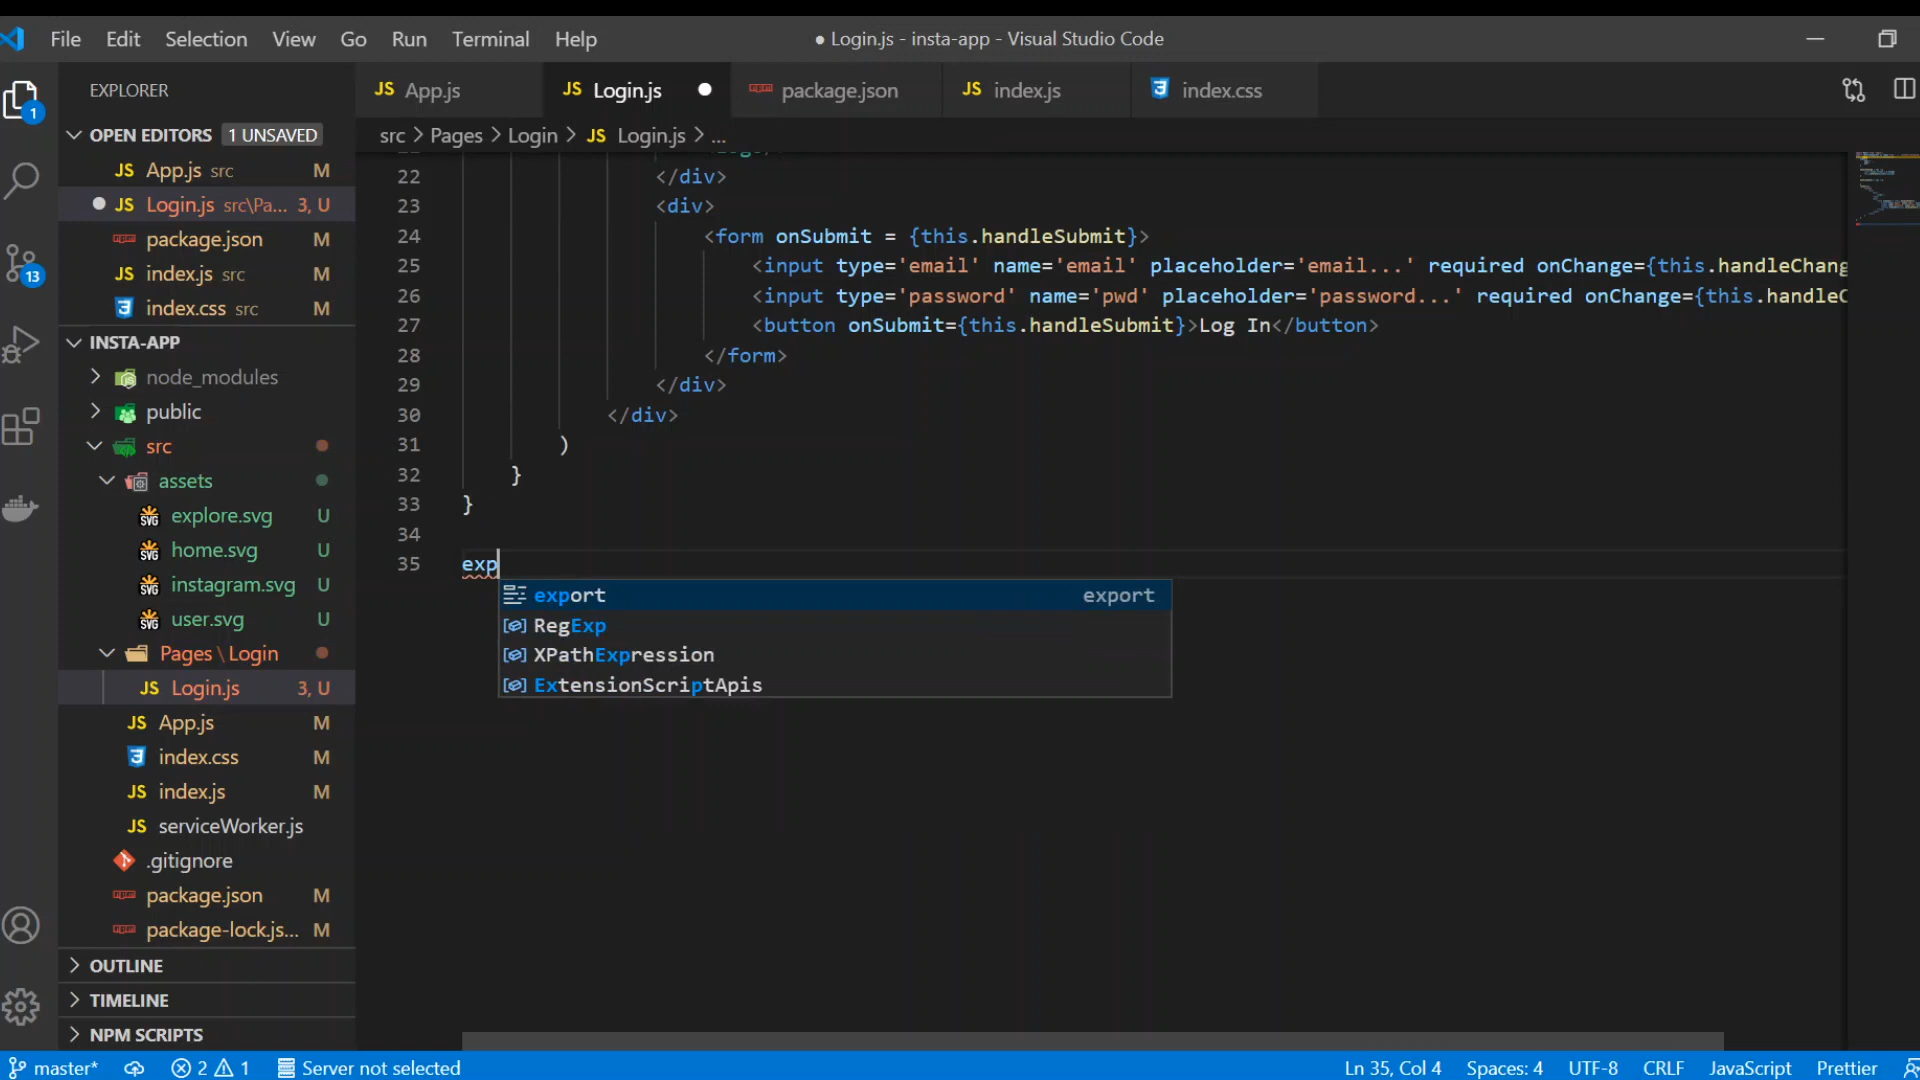 File Edit Selection View Go Run Terminal Help
● Login.js - insta-app - Visual Studio Code
EXPLORER
JS App.js
JS Login.js
package.json
JS index.js
index.css
OPEN EDITORS 1 UNSAVED
JS App.js src M
JS Login.js src\Pa... 3, U
package.json M
JS index.js src M
index.css src M
INSTA-APP
node_modules
public
src
assets
SVG explore.svg U
SVG home.svg U
SVG instagram.svg U
SVG user.svg U
Pages \ Login
JS Login.js 3, U
JS App.js M
index.css M
JS index.js M
JS serviceWorker.js
.gitignore
package.json M
package-lock.js... M
OUTLINE
TIMELINE
NPM SCRIPTS
1
13
src > Pages > Login > JS Login.js > ...
22 </div>
23 <div>
24 <form onSubmit = {this.handleSubmit}>
25 <input type='email' name='email' placeholder='email...' required onChange={this.handleChang
26 <input type='password' name='pwd' placeholder='password...' required onChange={this.handleC
27 <button onSubmit={this.handleSubmit}>Log In</button>
28 </form>
29 </div>
30 </div>
31 )
32 }
33 }
34
35 exp
export export
RegExp
XPathExpression
ExtensionScriptApis
master* 2 1 Server not selected Ln 35, Col 4 Spaces: 4 UTF-8 CRLF JavaScript Prettier